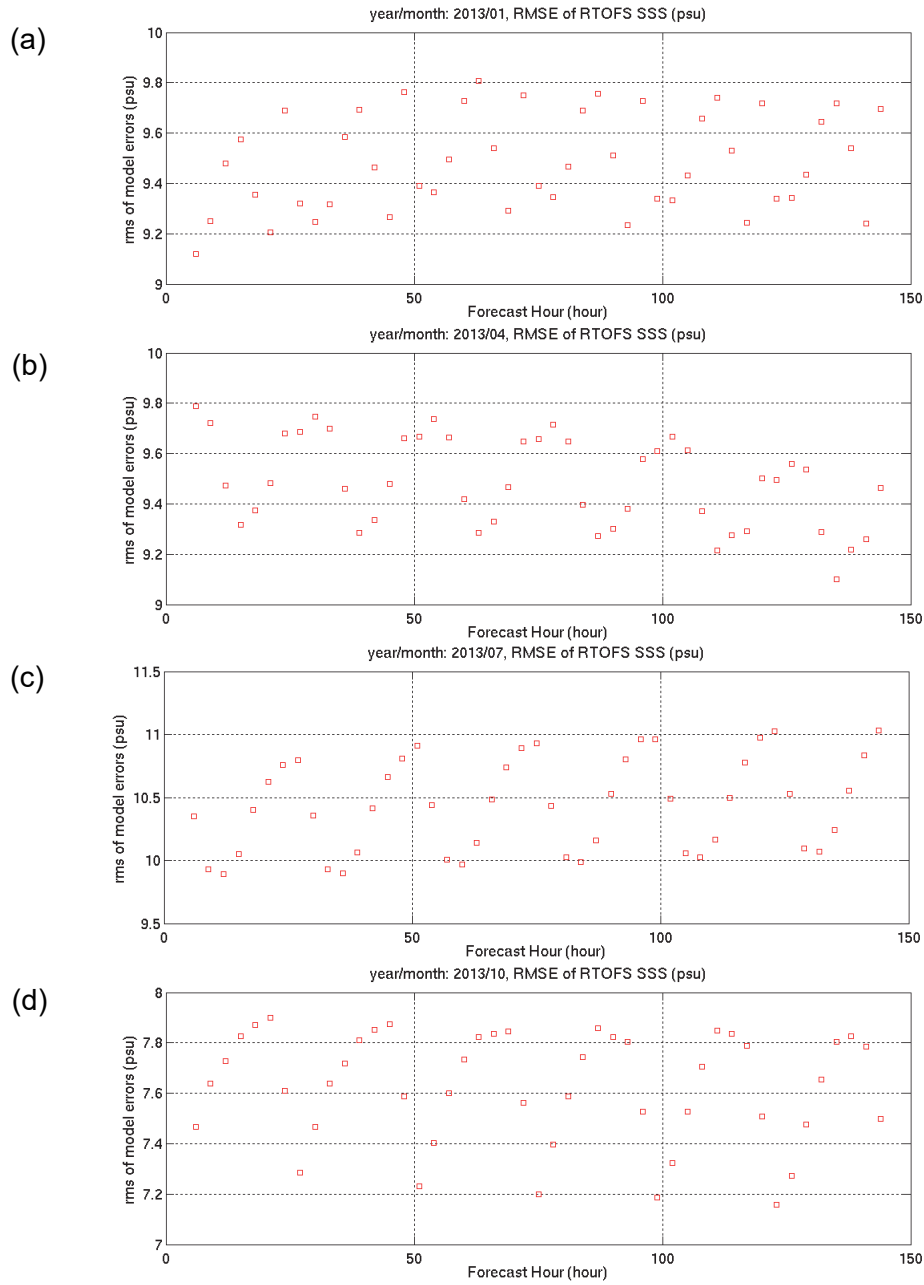 (a)
year/month: 2013/01, RMSE of RTOFS SSS (psu)
rms of model errors (psu)
10
9.8
9.6
9.4
9.2
9
0
50
100
150
Forecast Hour (hour)
(b)
year/month: 2013/04, RMSE of RTOFS SSS (psu)
rms of model errors (psu)
10
9.8
9.6
9.4
9.2
9
0
50
100
150
Forecast Hour (hour)
(c)
year/month: 2013/07, RMSE of RTOFS SSS (psu)
rms of model errors (psu)
11.5
11
10.5
10
9.5
0
50
100
150
Forecast Hour (hour)
(d)
year/month: 2013/10, RMSE of RTOFS SSS (psu)
rms of model errors (psu)
8
7.8
7.6
7.4
7.2
7
0
50
100
150
Forecast Hour (hour)